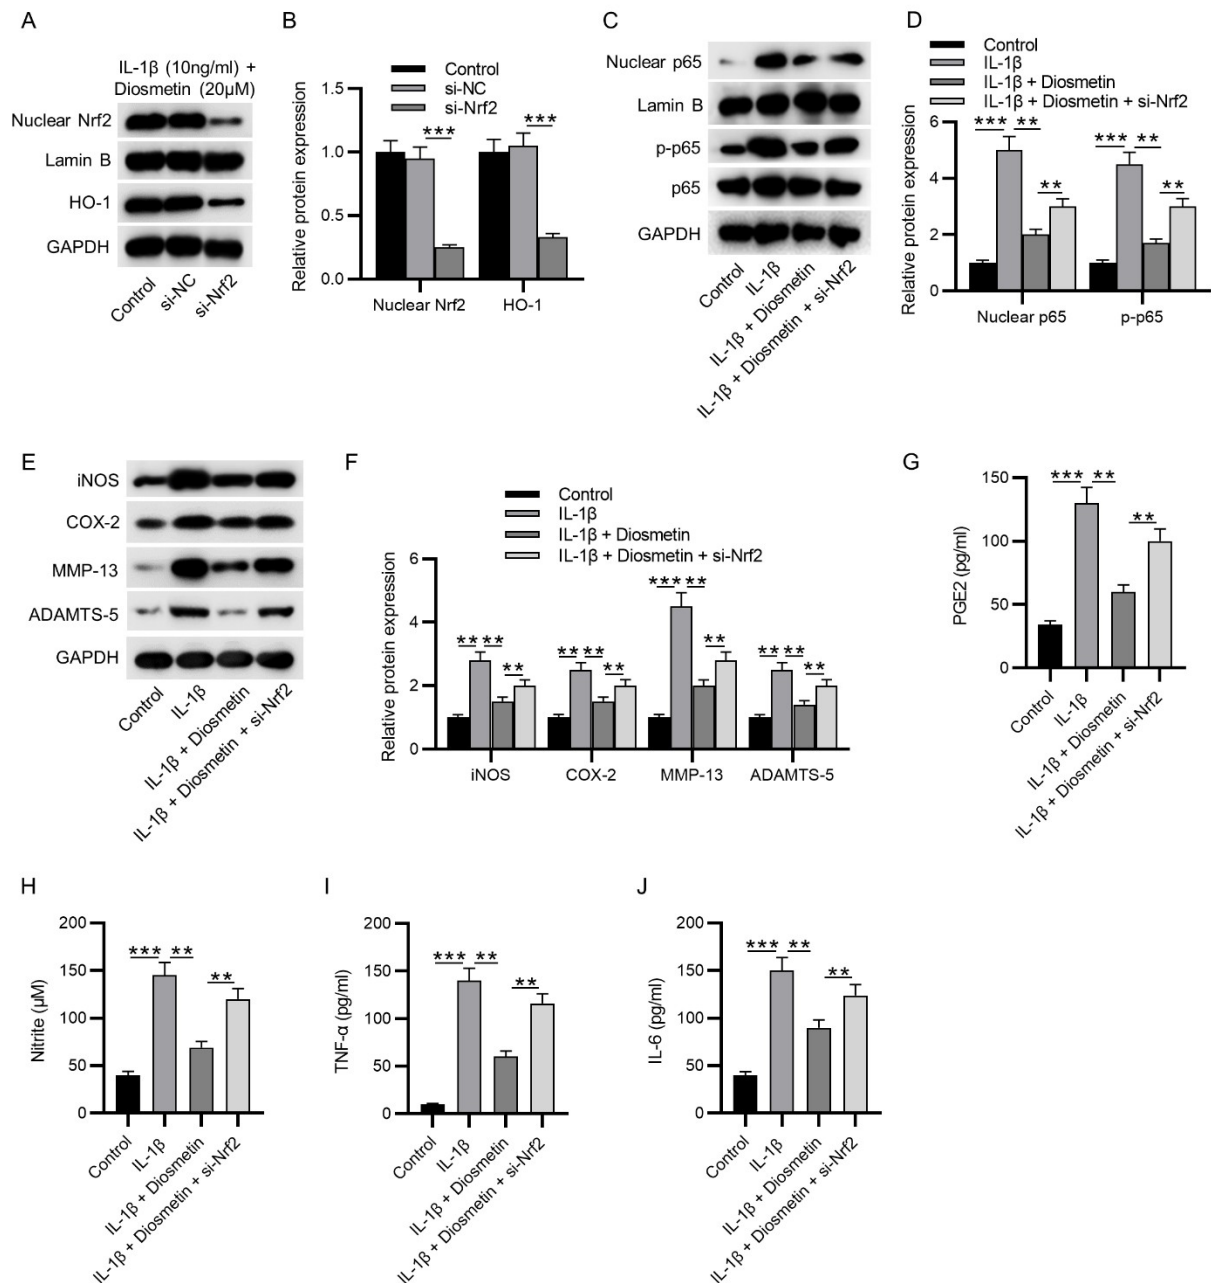 A
IL-1β (10ng/ml) +
Diosmetin (20μM)
Nuclear Nrf2
Lamin B
HO-1
GAPDH
Control
si-NC
si-Nrf2
B
Control
si-NC
si-Nrf2
Relative protein expression
1.5
1.0
0.5
0.0
***
***
Nuclear Nrf2
HO-1
C
Nuclear p65
Lamin B
p-p65
p65
GAPDH
Control
IL-1β
IL-1β + Diosmetin
IL-1β + Diosmetin + si-Nrf2
D
Control
IL-1β
IL-1β + Diosmetin
IL-1β + Diosmetin + si-Nrf2
Relative protein expression
6
4
2
0
*** **
**
*** **
**
Nuclear p65
p-p65
E
iNOS
COX-2
MMP-13
ADAMTS-5
GAPDH
Control
IL-1β
IL-1β + Diosmetin
IL-1β + Diosmetin + si-Nrf2
F
Control
IL-1β
IL-1β + Diosmetin
IL-1β + Diosmetin + si-Nrf2
Relative protein expression
6
4
2
0
** **
**
** **
**
*** **
**
** **
**
iNOS
COX-2
MMP-13
ADAMTS-5
G
PGE2 (pg/ml)
150
100
50
0
*** **
**
Control
IL-1β
IL-1β + Diosmetin
IL-1β + Diosmetin + si-Nrf2
H
Nitrite (μM)
200
150
100
50
0
*** **
**
Control
IL-1β
IL-1β + Diosmetin
IL-1β + Diosmetin + si-Nrf2
I
TNF-α (pg/ml)
200
150
100
50
0
*** **
**
Control
IL-1β
IL-1β + Diosmetin
IL-1β + Diosmetin + si-Nrf2
J
IL-6 (pg/ml)
200
150
100
50
0
*** **
**
Control
IL-1β
IL-1β + Diosmetin
IL-1β + Diosmetin + si-Nrf2